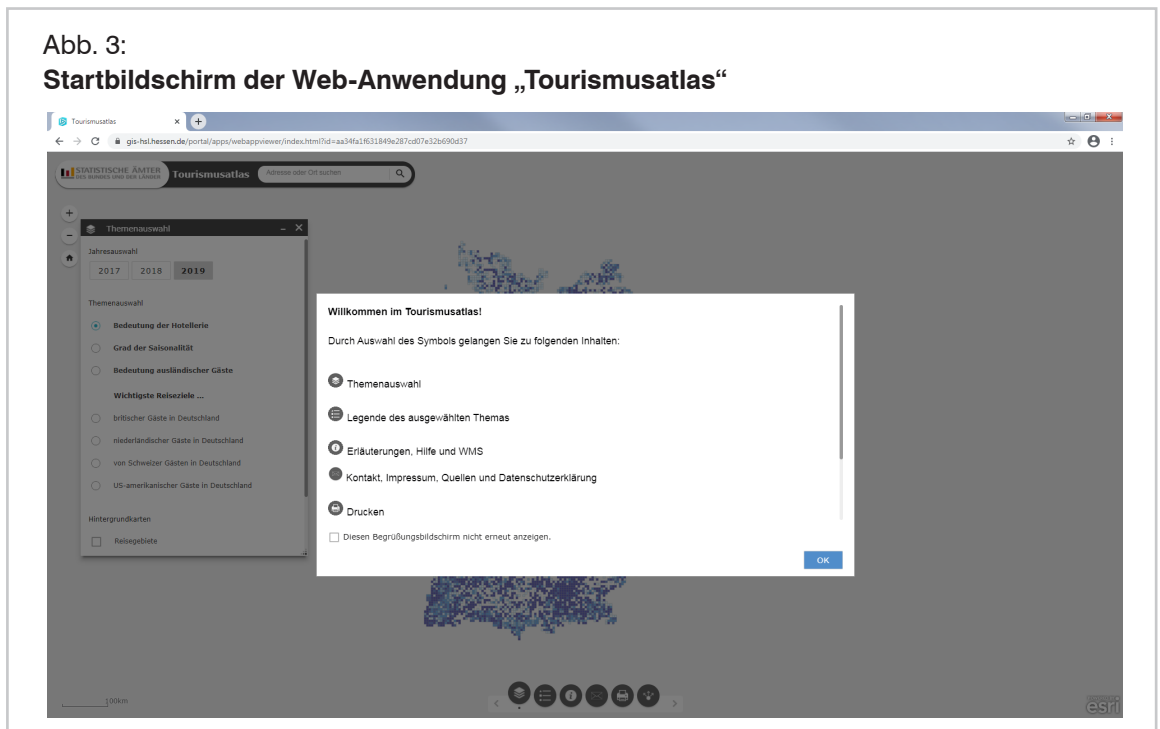 Abb. 3:
Startbildschirm der Web-Anwendung „Tourismusatlas“
Tourismusatlas
gis-hsl.hessen.de/portal/apps/webappviewer/index.html?id=aa34fa1f631849e287cd07e32b690d37
STATISTISCHE ÄMTER
DES BUNDES UND DER LÄNDER
Tourismusatlas
Adresse oder Ort suchen
Themenauswahl
Jahresauswahl
2017 2018 2019
Themenauswahl
Bedeutung der Hotellerie
Grad der Saisonalität
Bedeutung ausländischer Gäste
Wichtigste Reiseziele ...
britischer Gäste in Deutschland
niederländischer Gäste in Deutschland
von Schweizer Gästen in Deutschland
US-amerikanischer Gäste in Deutschland
Hintergrundkarten
Reisegebiete
Willkommen im Tourismusatlas!
Durch Auswahl des Symbols gelangen Sie zu folgenden Inhalten:
Themenauswahl
Legende des ausgewählten Themas
Erläuterungen, Hilfe und WMS
Kontakt, Impressum, Quellen und Datenschutzerklärung
Drucken
Diesen Begrüßungsbildschirm nicht erneut anzeigen.
OK
100km
esri